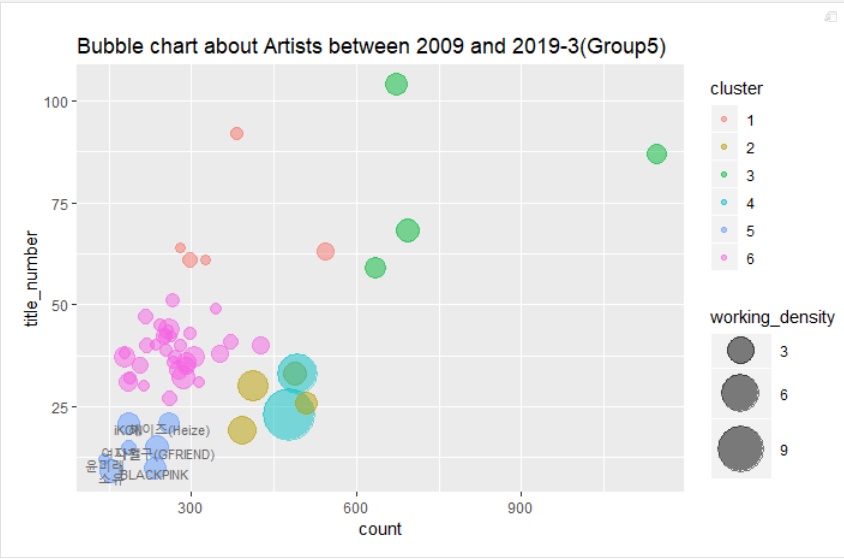 Bubble chart about Artists between 2009 and 2019-3(Group5)
title_number
100
75
50
25
iKON
헤이즈(Heize)
여자친구(GFRIEND)
BLACKPINK
300
600
900
count
cluster
1
2
3
4
5
6
working_density
3
6
9